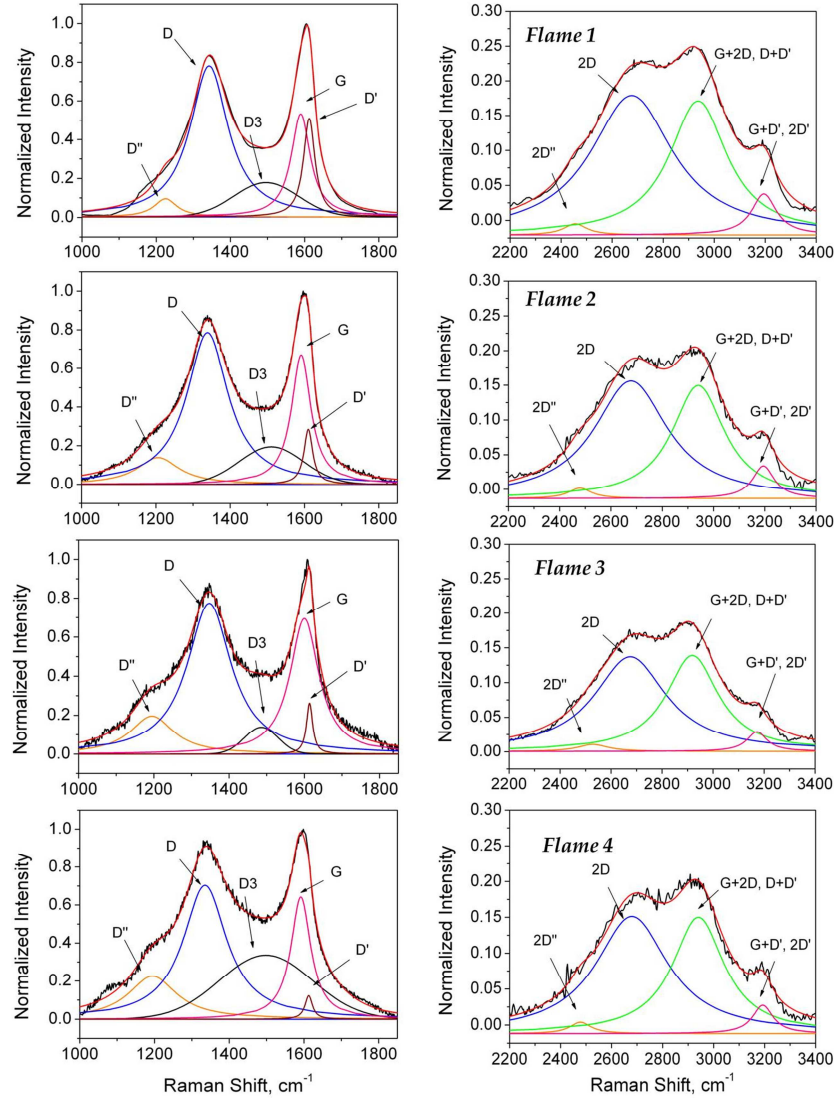 Normalized Intensity
1.0
0.8
0.6
0.4
0.2
0.0
1000 1200 1400 1600 1800
D
D"
D3
G
D'
Normalized Intensity
0.30
0.25
0.20
0.15
0.10
0.05
0.00
2200 2400 2600 2800 3000 3200 3400
Flame 1
2D
G+2D, D+D'
G+D', 2D'
2D"
Normalized Intensity
1.0
0.8
0.6
0.4
0.2
0.0
1000 1200 1400 1600 1800
D
G
D3
D"
D'
Normalized Intensity
0.30
0.25
0.20
0.15
0.10
0.05
0.00
2200 2400 2600 2800 3000 3200 3400
Flame 2
2D
G+2D, D+D'
G+D', 2D'
2D"
Normalized Intensity
1.0
0.8
0.6
0.4
0.2
0.0
1000 1200 1400 1600 1800
D
G
D3
D"
D'
Normalized Intensity
0.30
0.25
0.20
0.15
0.10
0.05
0.00
2200 2400 2600 2800 3000 3200 3400
Flame 3
G+2D, D+D'
2D
G+D', 2D'
2D"
Normalized Intensity
1.0
0.8
0.6
0.4
0.2
0.0
1000 1200 1400 1600 1800
Raman Shift, cm⁻¹
D
D3
G
D"
D'
Normalized Intensity
0.30
0.25
0.20
0.15
0.10
0.05
0.00
2200 2400 2600 2800 3000 3200 3400
Raman Shift, cm⁻¹
Flame 4
2D
G+2D, D+D'
G+D', 2D'
2D"